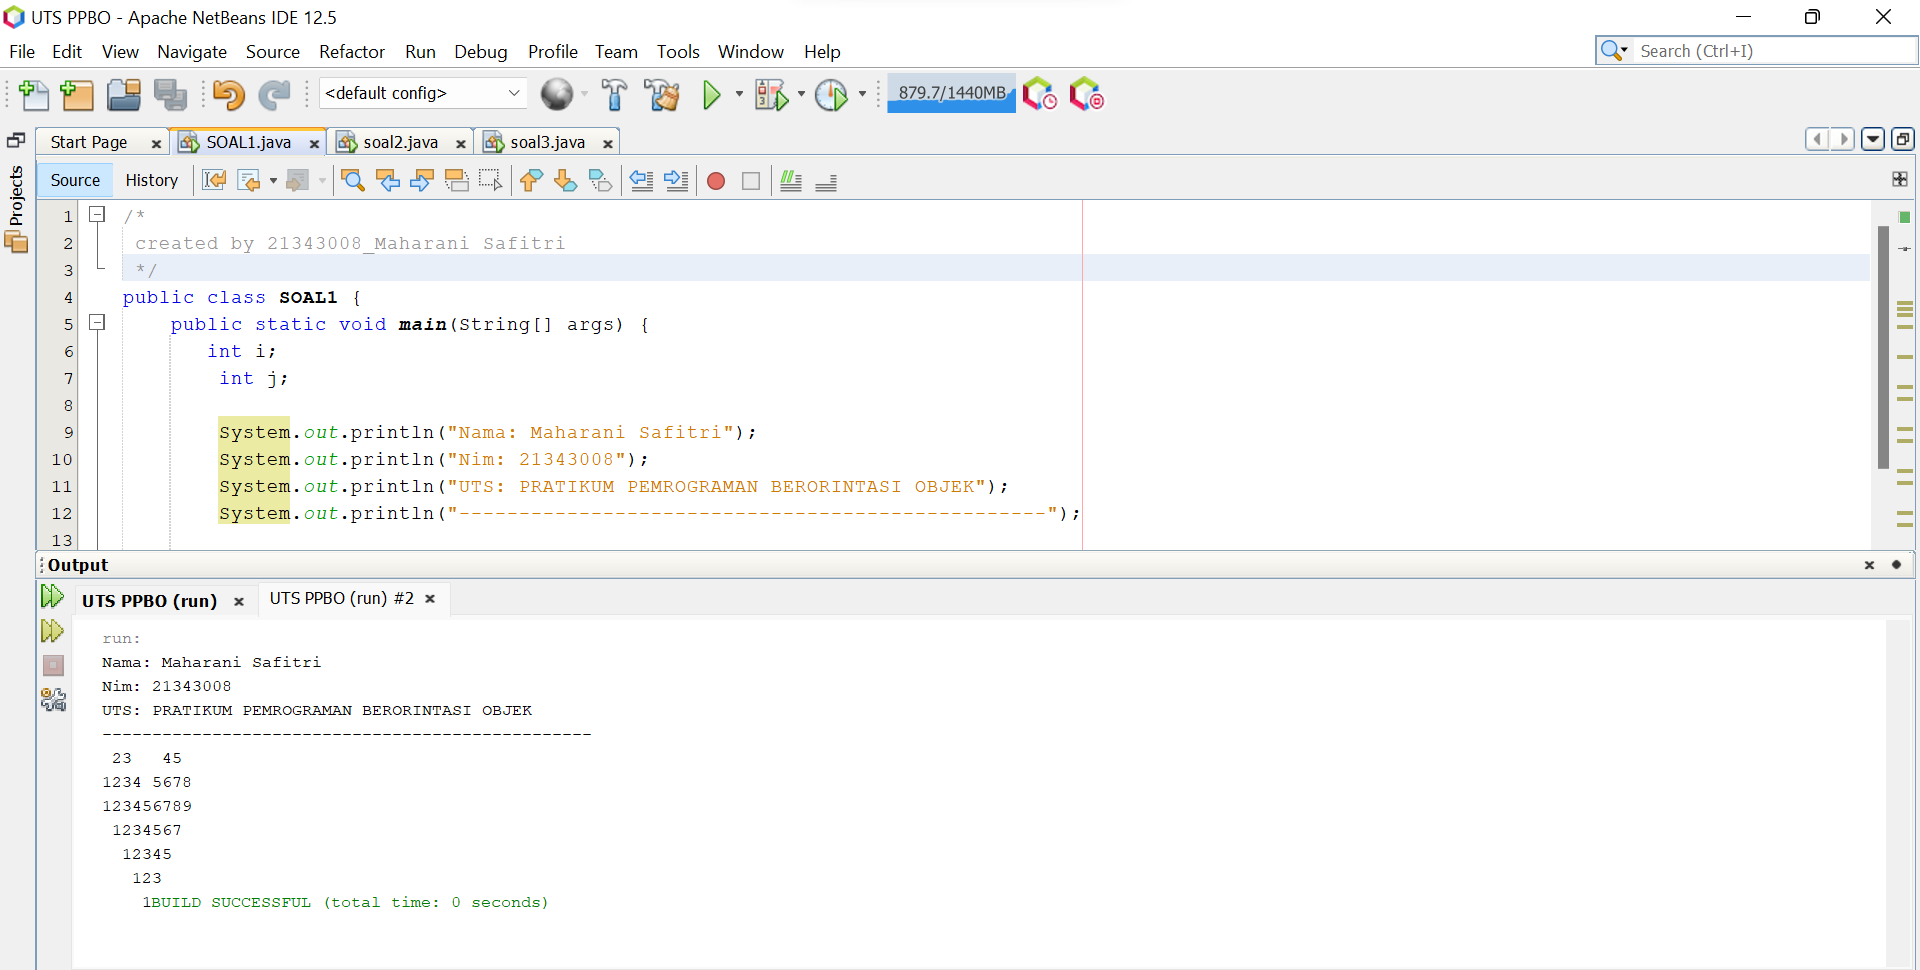 UTS PPBO - Apache NetBeans IDE 12.5
File Edit View Navigate Source Refactor Run Debug Profile Team Tools Window Help
Search (Ctrl+I)
<default config>
879.7/1440MB
Start Page SOAL1.java soal2.java soal3.java
Projects
Source History
1 /*
2 created by 21343008_Maharani Safitri
3 */
4 public class SOAL1 {
5 public static void main(String[] args) {
6 int i;
7 int j;
8
9 System.out.println("Nama: Maharani Safitri");
10 System.out.println("Nim: 21343008");
11 System.out.println("UTS: PRATIKUM PEMROGRAMAN BERORINTASI OBJEK");
12 System.out.println("-------------------------------------------------");
13
Output
UTS PPBO (run) UTS PPBO (run) #2
run:
Nama: Maharani Safitri
Nim: 21343008
UTS: PRATIKUM PEMROGRAMAN BERORINTASI OBJEK
-------------------------------------------------
 23   45
1234 5678
123456789
 1234567
  12345
   123
    1BUILD SUCCESSFUL (total time: 0 seconds)